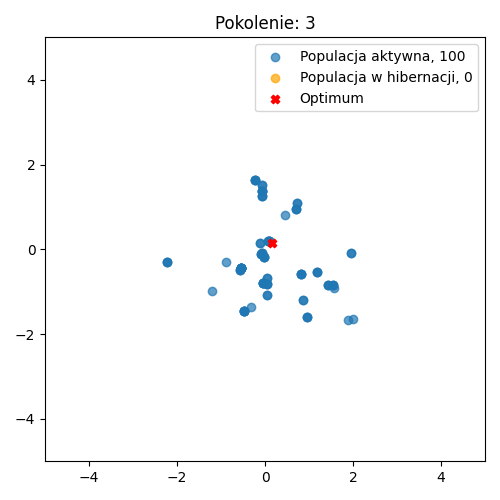 Pokolenie: 3
Populacja aktywna, 100
Populacja w hibernacji, 0
Optimum
4
2
0
−2
−4
−4 −2 0 2 4